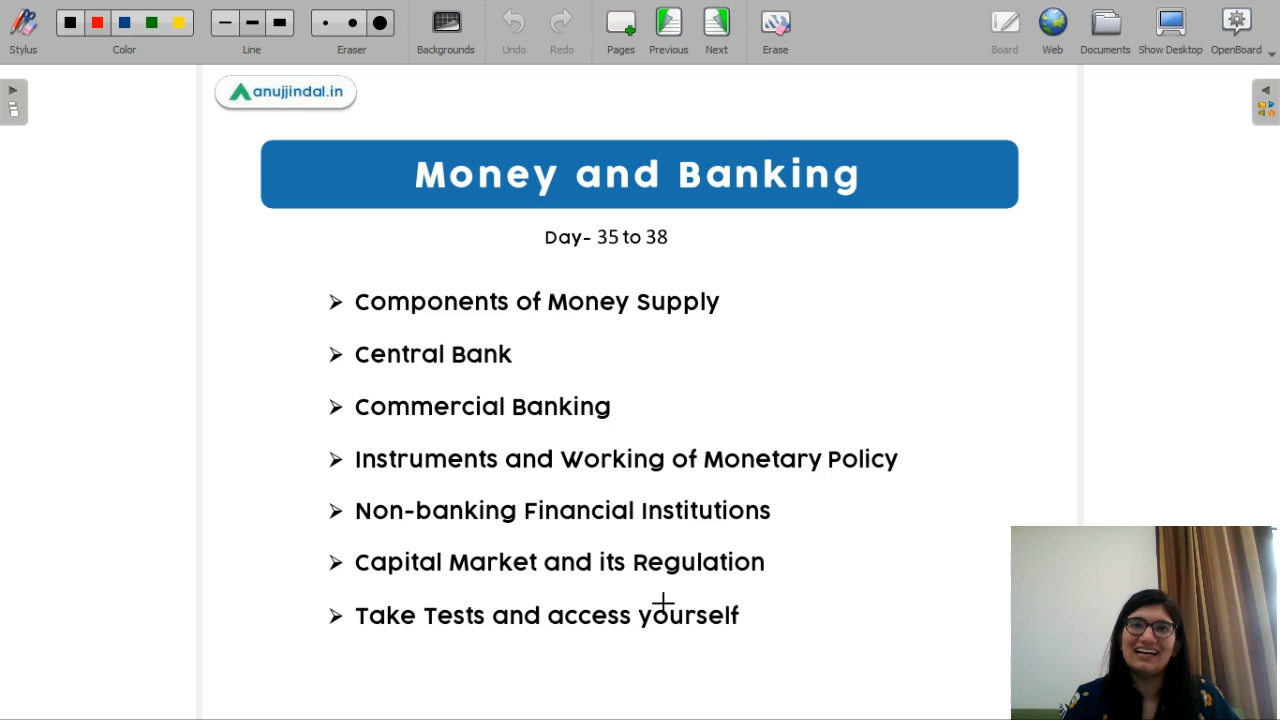 Stylus Color Line Eraser Backgrounds Undo Redo Pages Previous Next Erase Board Web Documents Show Desktop OpenBoard
anujjindal.in
Money and Banking
Day- 35 to 38
➢ Components of Money Supply
➢ Central Bank
➢ Commercial Banking
➢ Instruments and Working of Monetary Policy
➢ Non-banking Financial Institutions
➢ Capital Market and its Regulation
➢ Take Tests and access yourself